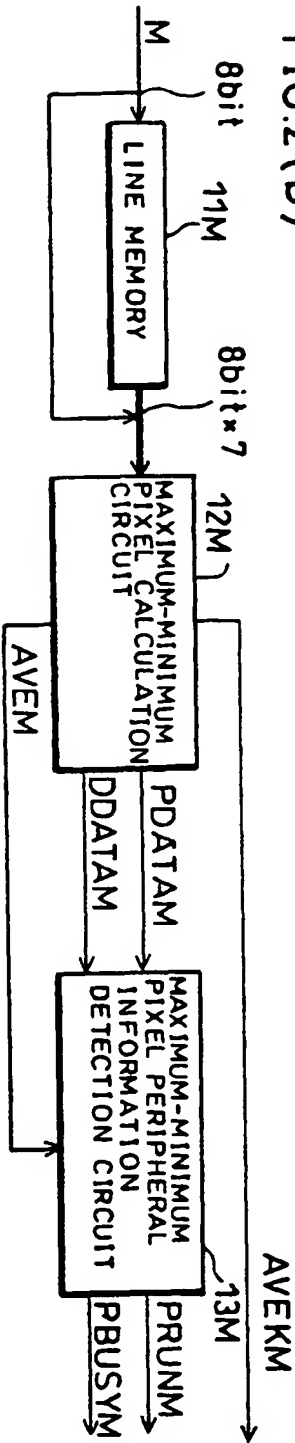 FIG.2(b)
M
8bit
LINE MEMORY
11M
8bit×7
MAXIMUM-MINIMUM
PIXEL CALCULATION
CIRCUIT
12M
AVEM
DDATAM
PDATAM
MAXIMUM-MINIMUM
PIXEL PERIPHERAL
INFORMATION
DETECTION CIRCUIT
13M
AVEKM
PRUNM
PBUSYM